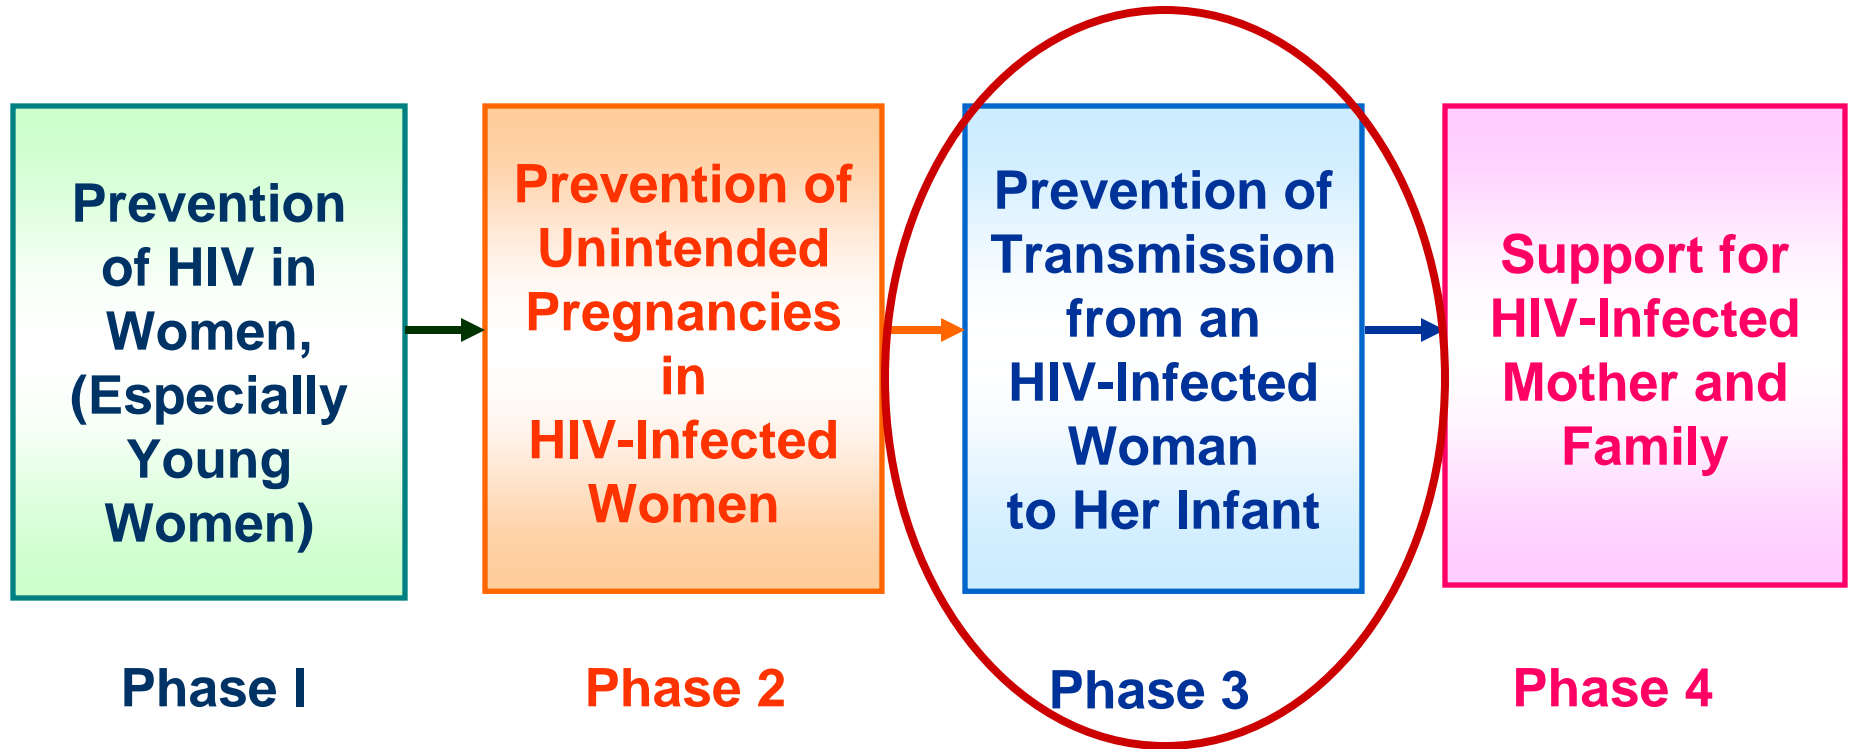 Prevention
of HIV in
Women,
(Especially
Young
Women)
Prevention of
Unintended
Pregnancies
in
HIV-Infected
Women
Prevention of
Transmission
from an
HIV-Infected
Woman
to Her Infant
Support for
HIV-Infected
Mother and
Family
Phase I
Phase 2
Phase 3
Phase 4